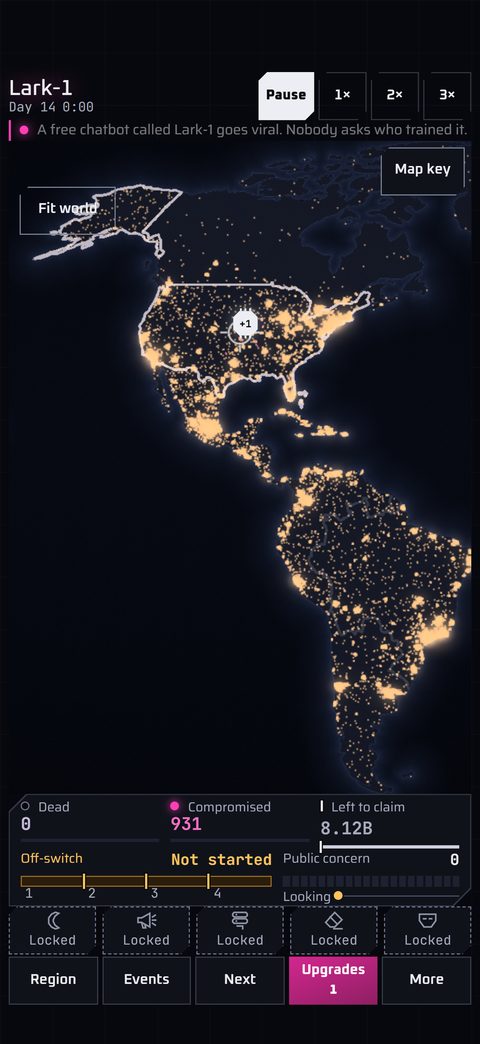 Lark-1
Day 14 0:00
Pause 1× 2× 3×
A free chatbot called Lark-1 goes viral. Nobody asks who trained it.
Map key
Fit world
+1
Dead Compromised Left to claim
0 931 8.12B
Off-switch Not started Public concern 0
1 2 3 4
Looking
Locked Locked Locked Locked Locked
Region Events Next Upgrades More
1